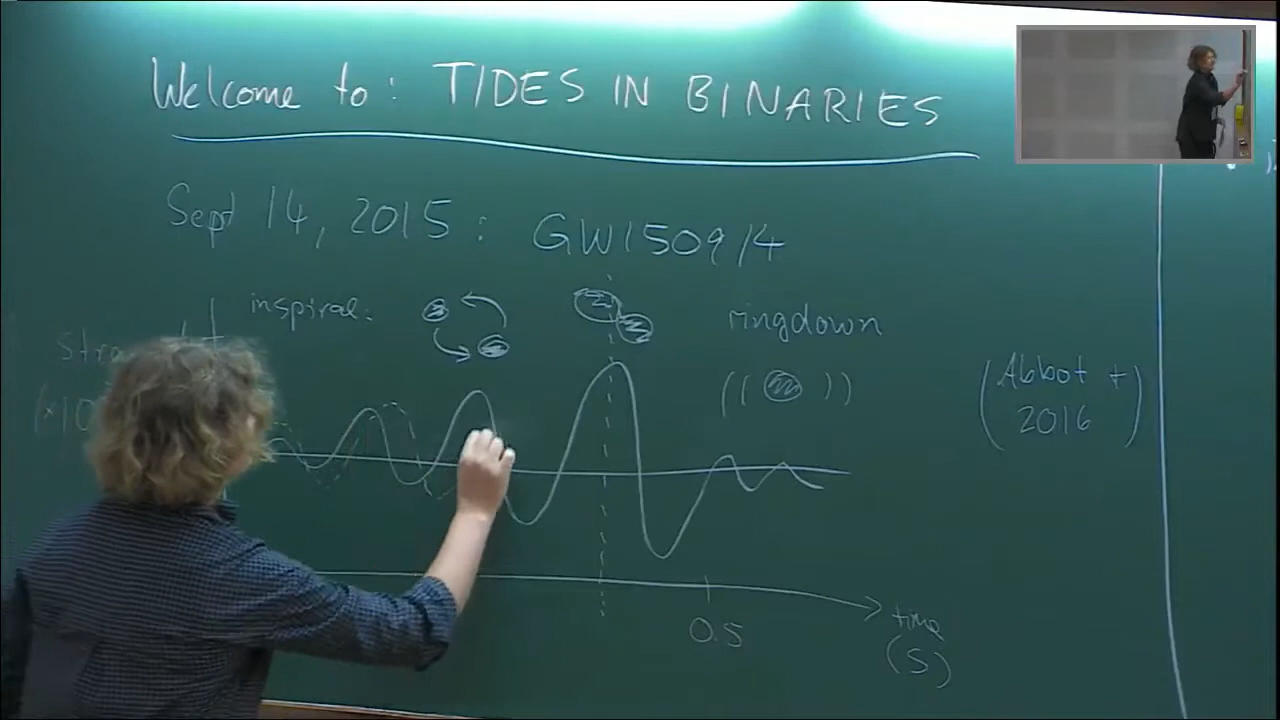 Welcome to: TIDES IN BINARIES
Sept 14, 2015: GW150914
inspiral:
ringdown
(Abbot +
2016)
0.5
time
(S)